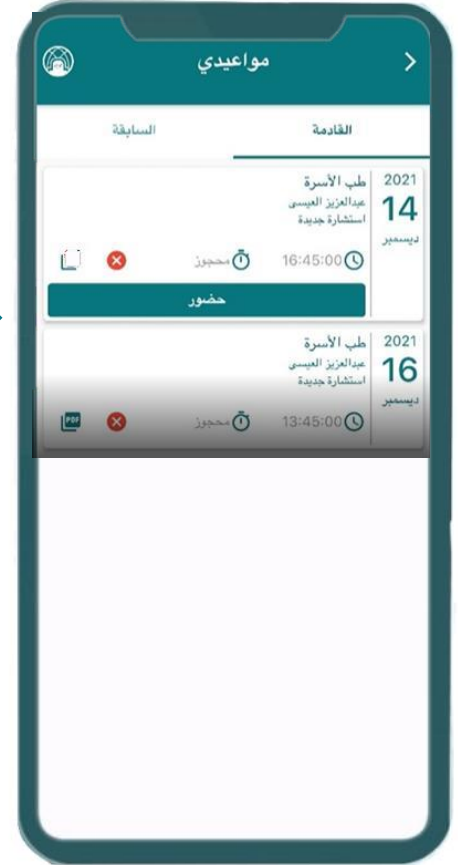 مواعيدي
القادمة
السابقة
2021
14
ديسمبر
طب الأسرة
عبدالعزيز العيسى
استشارة جديدة
16:45:00
محجوز
حضور
2021
16
ديسمبر
طب الأسرة
عبدالعزيز العيسى
استشارة جديدة
13:45:00
محجوز
PDF